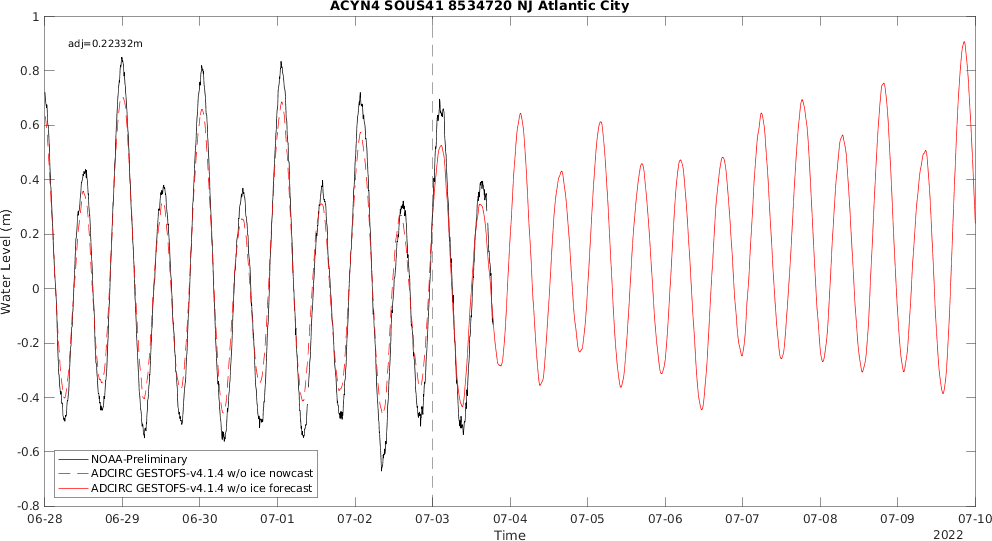 ACYN4 SOUS41 8534720 NJ Atlantic City
adj=0.22332m
1
0.8
0.6
0.4
0.2
0
-0.2
-0.4
-0.6
-0.8
Water Level (m)
NOAA-Preliminary
ADCIRC GESTOFS-v4.1.4 w/o ice nowcast
ADCIRC GESTOFS-v4.1.4 w/o ice forecast
06-28 06-29 06-30 07-01 07-02 07-03 07-04 07-05 07-06 07-07 07-08 07-09 07-10
Time
2022